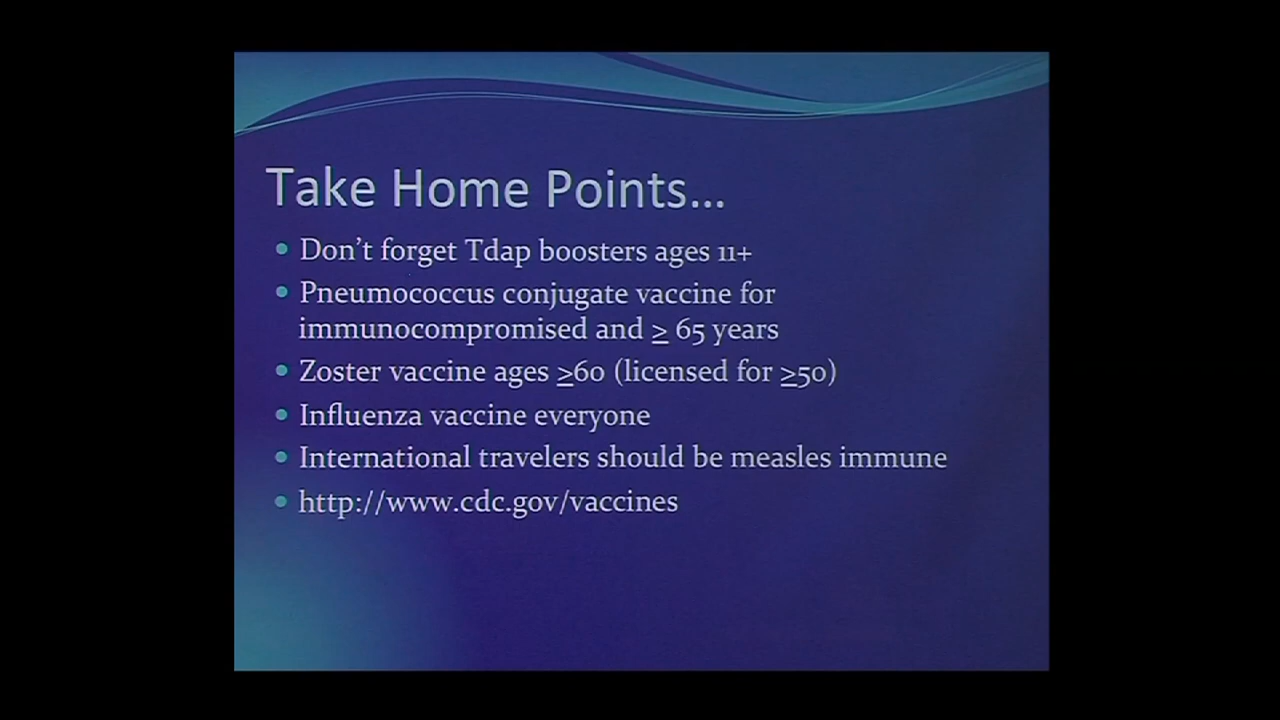 Take Home Points...
Don't forget Tdap boosters ages 11+
Pneumococcus conjugate vaccine for
immunocompromised and ≥ 65 years
Zoster vaccine ages ≥60 (licensed for ≥50)
Influenza vaccine everyone
International travelers should be measles immune
http://www.cdc.gov/vaccines